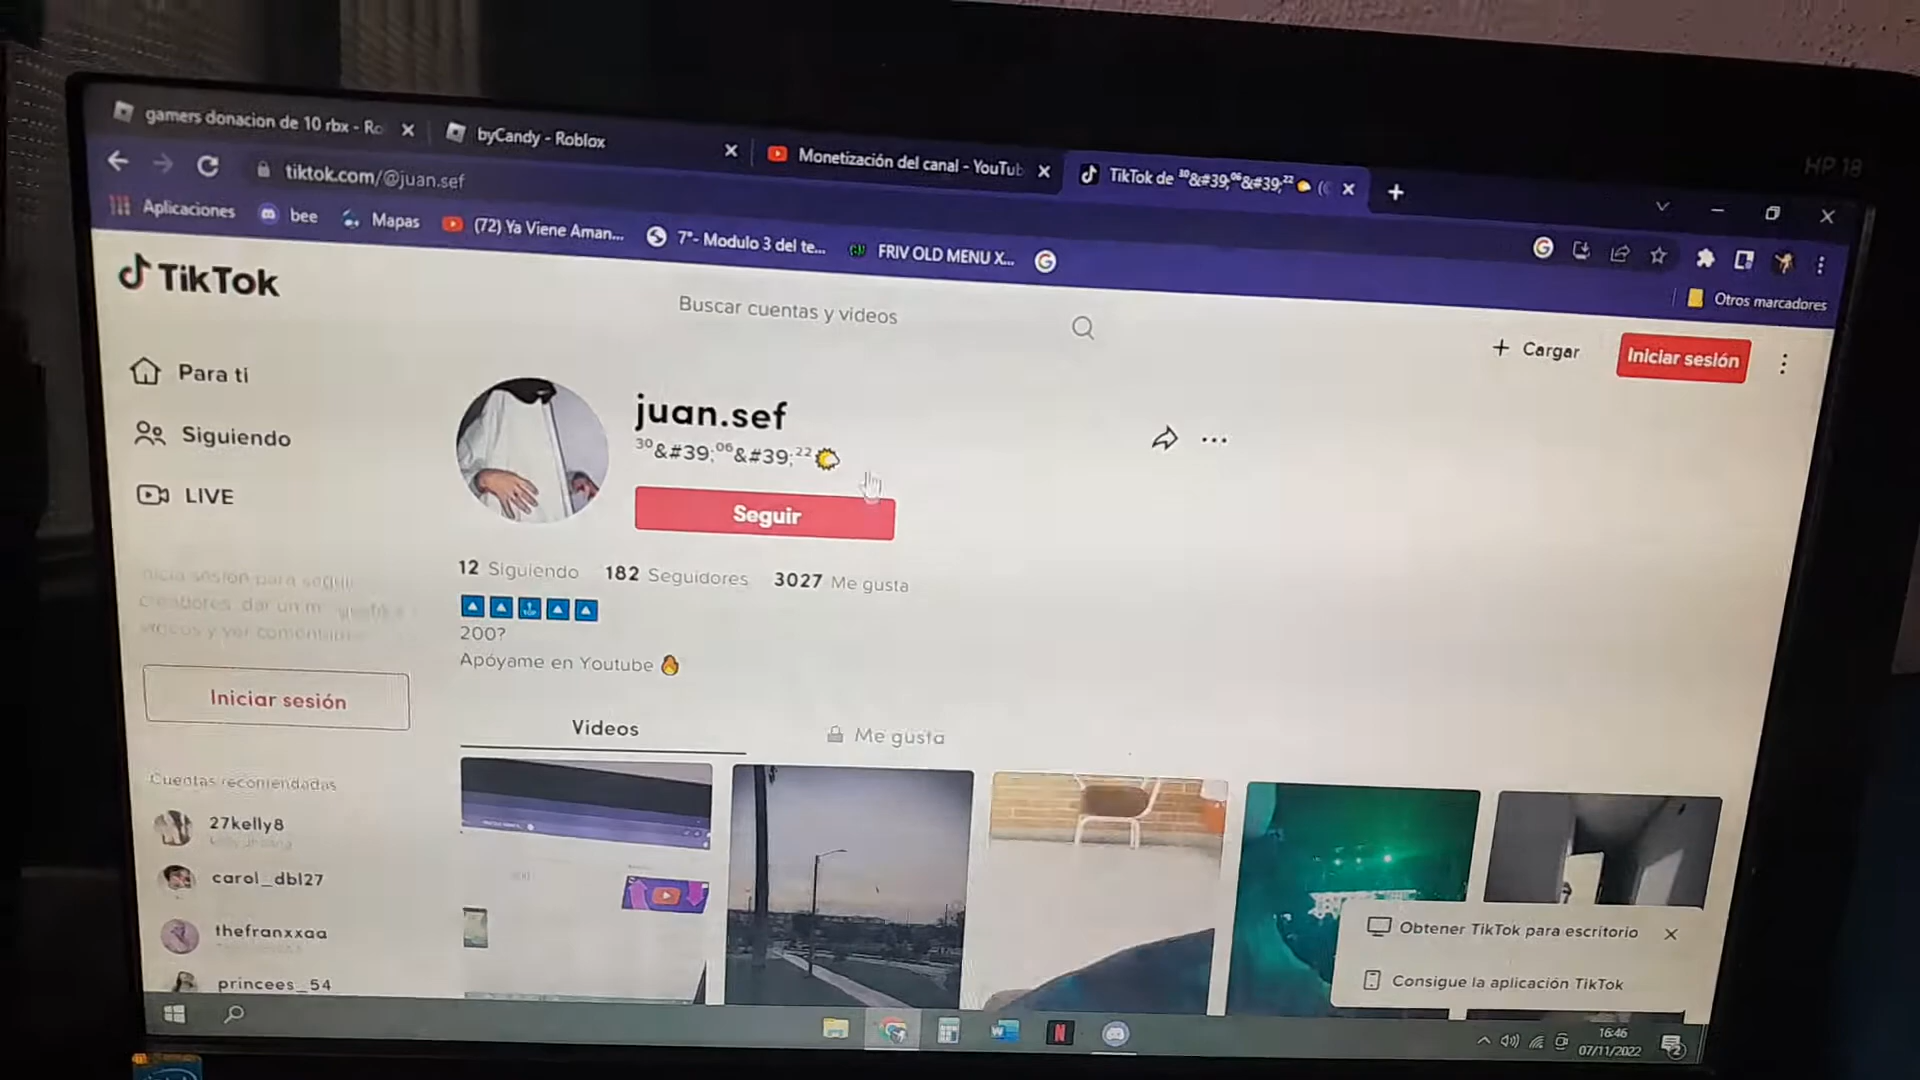 HP 18
gamers donacion de 10 rbx - Ro
byCandy - Roblox
Monetización del canal - YouTub
TikTok de ³⁰&#39;⁰⁶&#39;²²🌤 (
tiktok.com/@juan.sef
Aplicaciones
bee
Mapas
(72) Ya Viene Aman...
7°- Modulo 3 del te...
FRIV OLD MENU X...
Otros marcadores
TikTok
Buscar cuentas y videos
Cargar
Iniciar sesión
Para ti
Siguiendo
LIVE
juan.sef
³⁰&#39;⁰⁶&#39;²²🌤
Seguir
12 Siguiendo 182 Seguidores 3027 Me gusta
TOP
200?
Apóyame en Youtube 🔥
Inicia sesión para seguir
creadores, dar un me gusta a
videos y ver comentarios
Iniciar sesión
Videos
Me gusta
Cuentas recomendadas
27kelly8
carol_dbl27
thefranxxaa
princees_54
Obtener TikTok para escritorio
Consigue la aplicación TikTok
16:46
07/11/2022
2